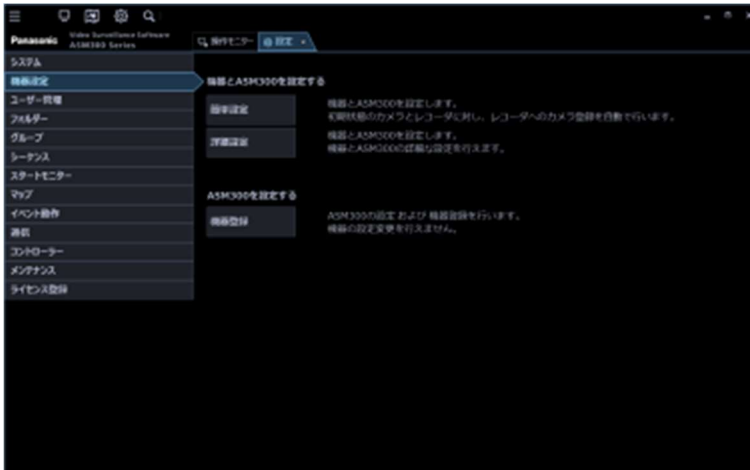 Panasonic
Video Surveillance Software
ASM300 Series
操作モニター
設定
システム
機器設定
ユーザー管理
フォルダー
グループ
シーケンス
スタートモニター
マップ
イベント動作
通信
コントローラー
メンテナンス
ライセンス登録
機器とASM300を設定する
簡単設定
機器とASM300を設定します。
初期状態のカメラとレコーダに対し、レコーダへのカメラ登録を自動で行います。
詳細設定
機器とASM300を設定します。
機器とASM300の詳細な設定を行えます。
ASM300を設定する
機器登録
ASM300の設定 および 機器登録を行います。
機器の設定変更を行えません。